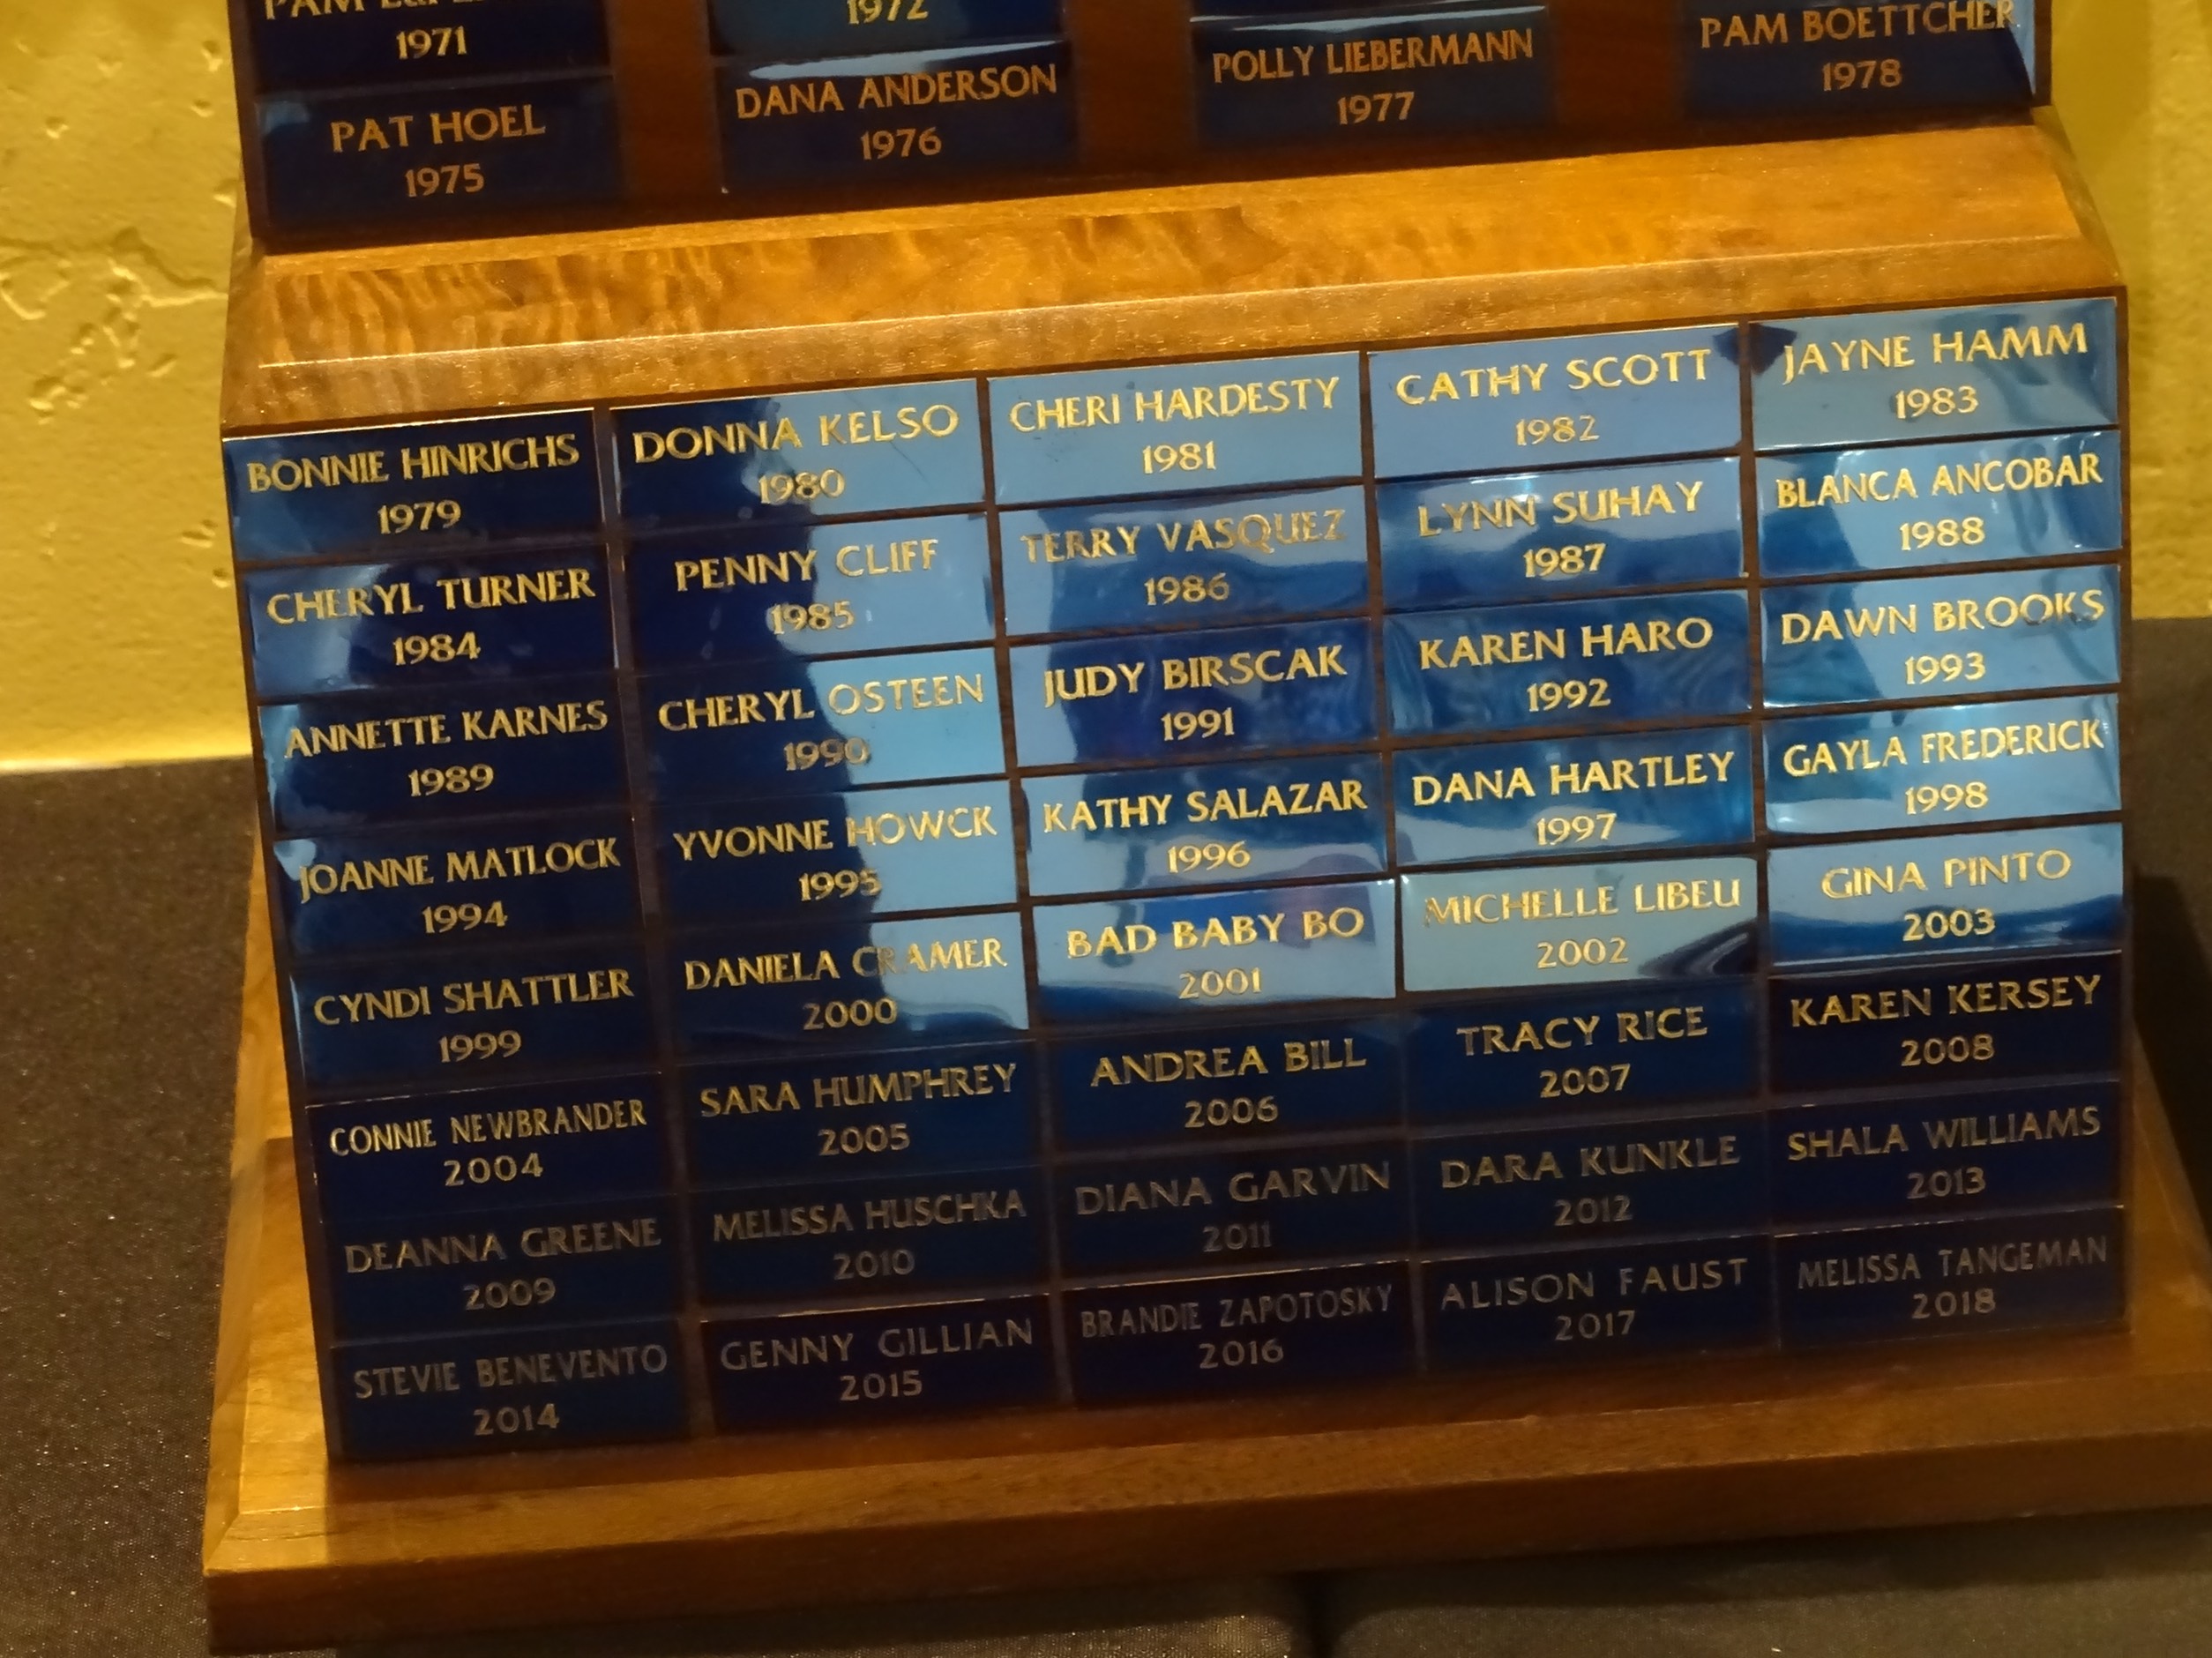 PAM
1971
1972
PAT HOEL
1975
DANA ANDERSON
1976
POLLY LIEBERMANN
1977
PAM BOETTCHER
1978
BONNIE HINRICHS
1979
DONNA KELSO
1980
CHERI HARDESTY
1981
CATHY SCOTT
1982
JAYNE HAMM
1983
CHERYL TURNER
1984
PENNY CLIFF
1985
TERRY VASQUEZ
1986
LYNN SUHAY
1987
BLANCA ANCOBAR
1988
ANNETTE KARNES
1989
CHERYL OSTEEN
1990
JUDY BIRSCAK
1991
KAREN HARO
1992
DAWN BROOKS
1993
JOANNE MATLOCK
1994
YVONNE HOWCK
1995
KATHY SALAZAR
1996
DANA HARTLEY
1997
GAYLA FREDERICK
1998
CYNDI SHATTLER
1999
DANIELA CRAMER
2000
BAD BABY BO
2001
MICHELLE LIBEU
2002
GINA PINTO
2003
CONNIE NEWBRANDER
2004
SARA HUMPHREY
2005
ANDREA BILL
2006
TRACY RICE
2007
KAREN KERSEY
2008
DEANNA GREENE
2009
MELISSA HUSCHKA
2010
DIANA GARVIN
2011
DARA KUNKLE
2012
SHALA WILLIAMS
2013
STEVIE BENEVENTO
2014
GENNY GILLIAN
2015
BRANDIE ZAPOTOSKY
2016
ALISON FAUST
2017
MELISSA TANGEMAN
2018